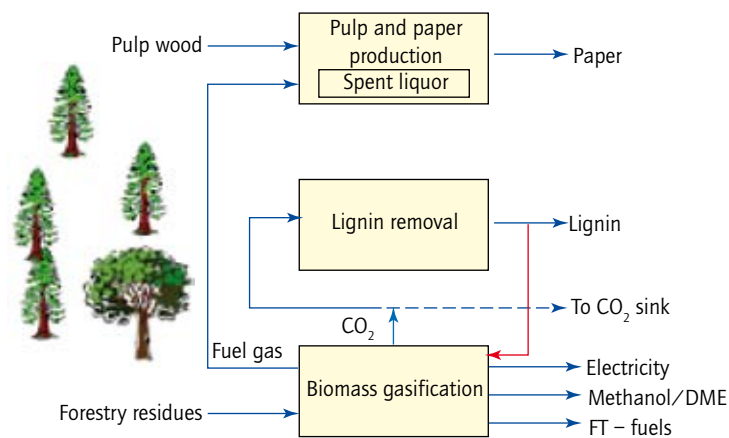 Pulp wood
Pulp and paper
production
Spent liquor
Paper
Lignin removal
Lignin
To CO₂ sink
CO₂
Fuel gas
Biomass gasification
Electricity
Methanol/DME
Forestry residues
FT – fuels